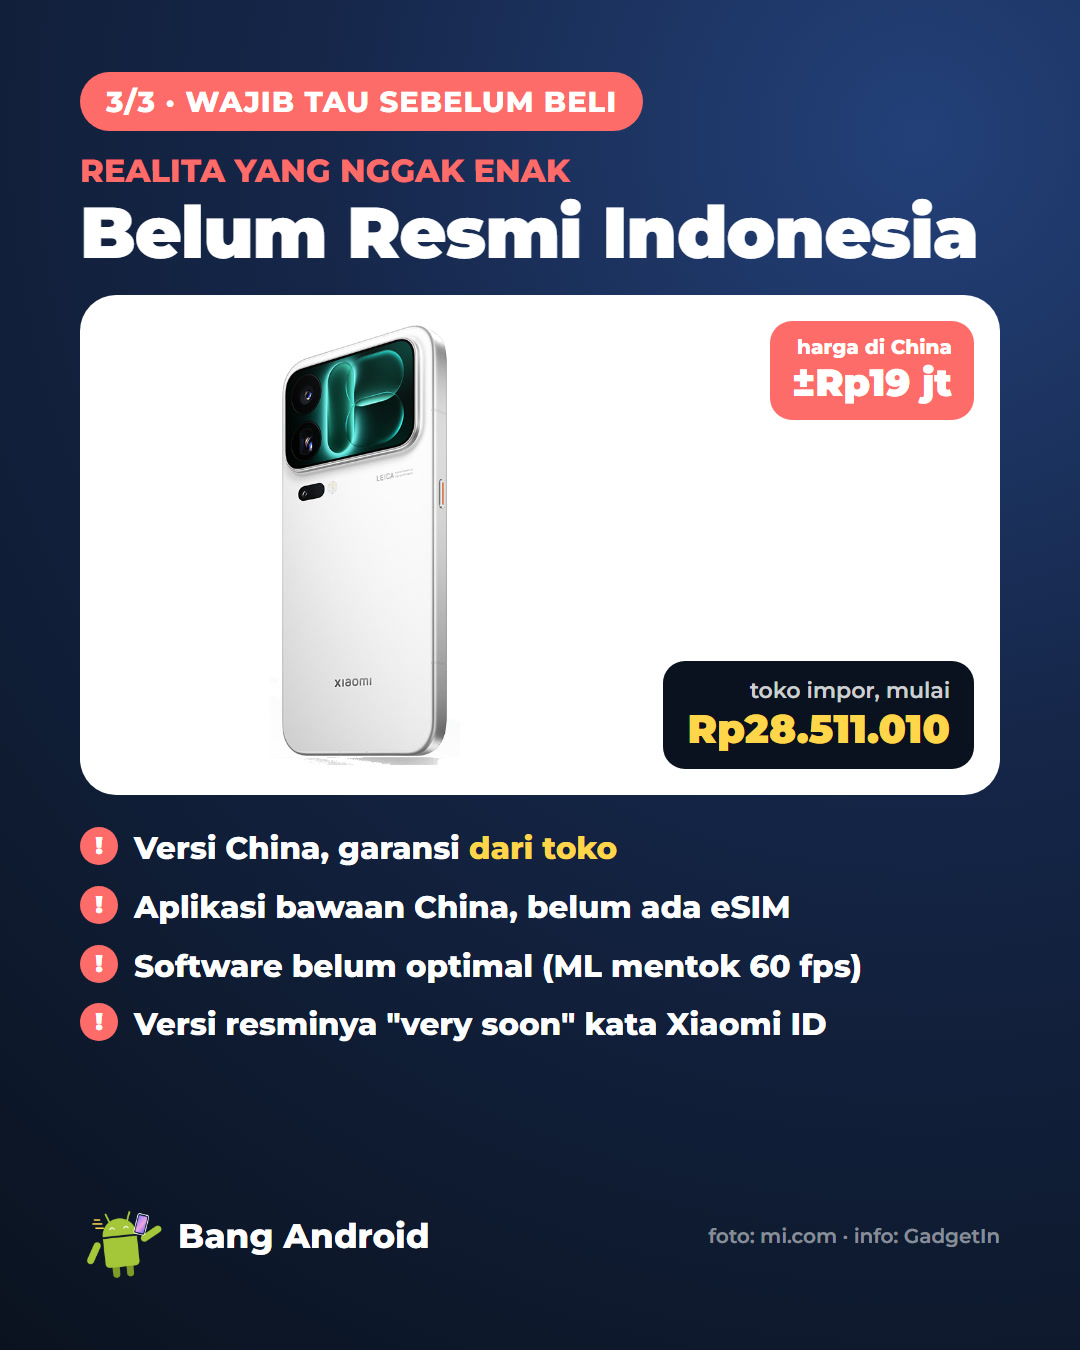 3/3 · WAJIB TAU SEBELUM BELI
REALITA YANG NGGAK ENAK
Belum Resmi Indonesia
harga di China
±Rp19 jt
LEICA
xiaomi
toko impor, mulai
Rp28.511.010
! Versi China, garansi dari toko
! Aplikasi bawaan China, belum ada eSIM
! Software belum optimal (ML mentok 60 fps)
! Versi resminya "very soon" kata Xiaomi ID
Bang Android
foto: mi.com · info: GadgetIn